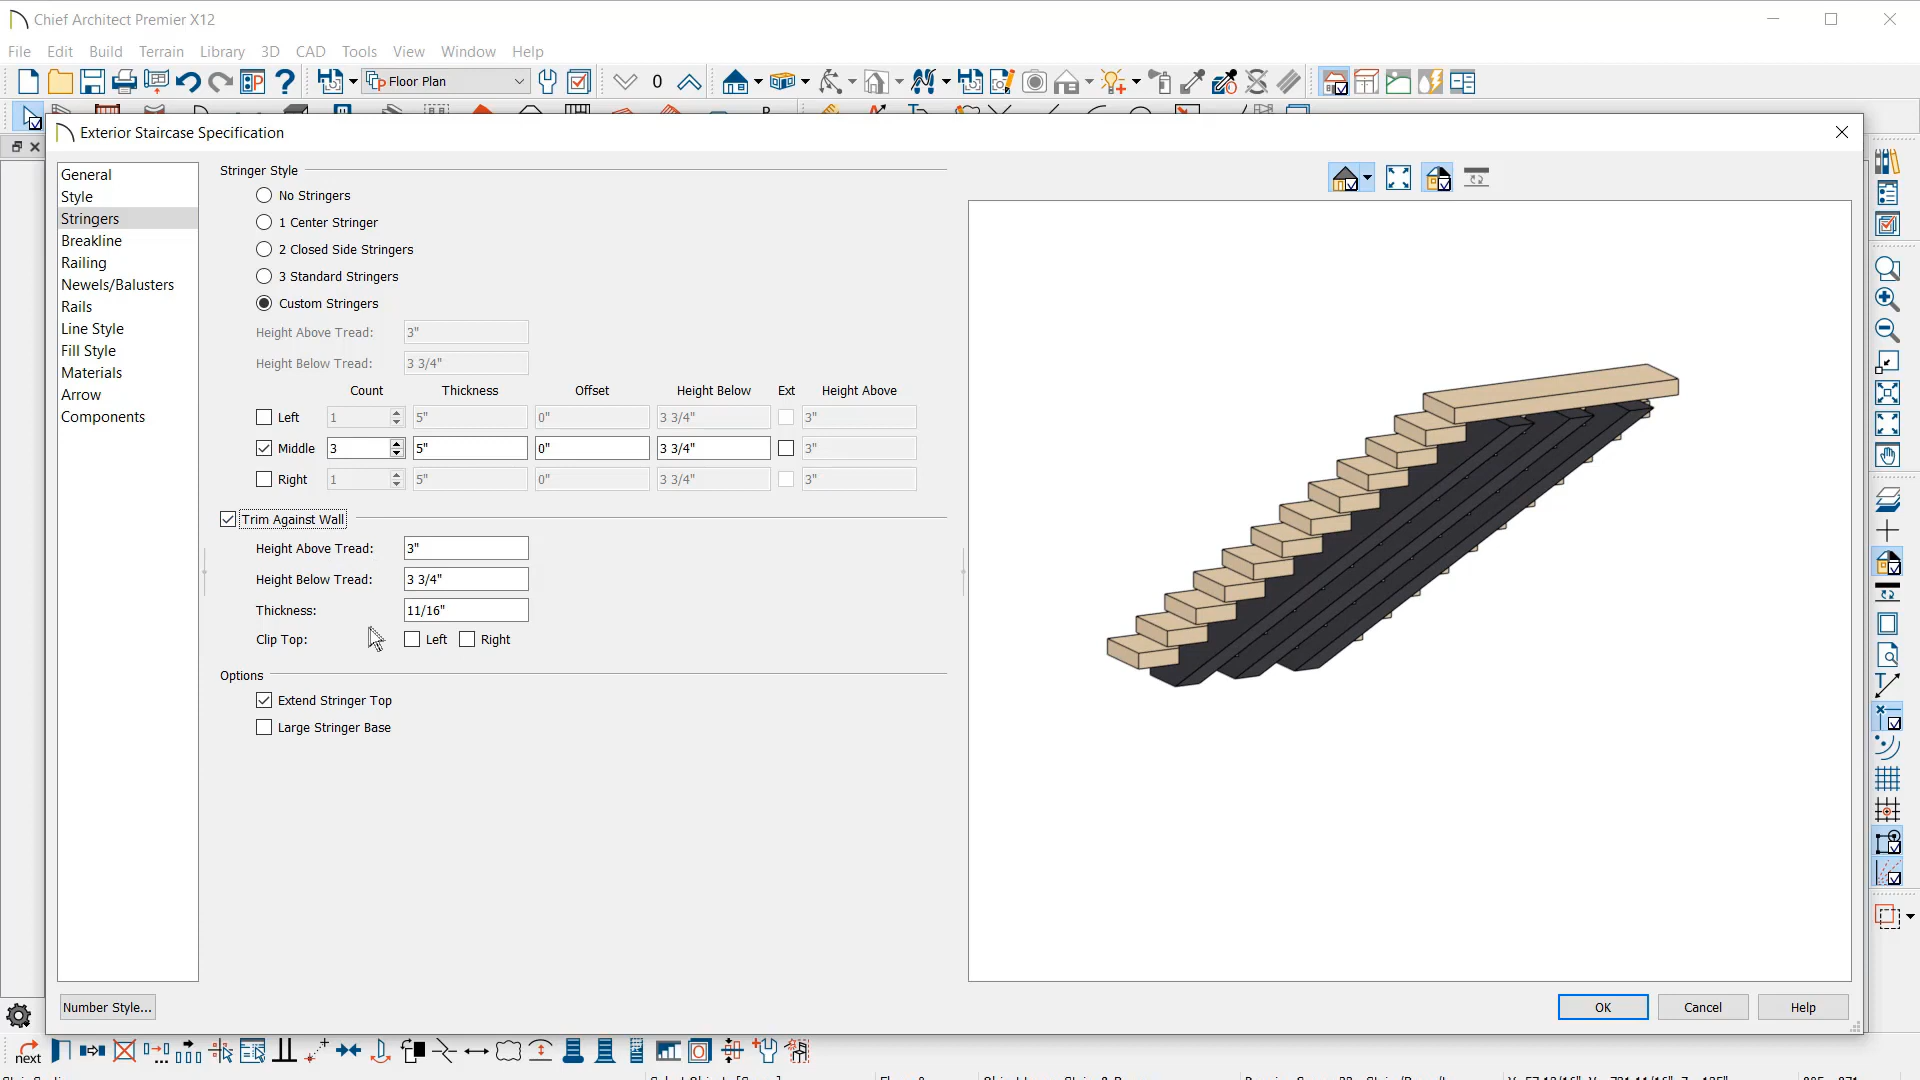 Chief Architect Premier X12
File Edit Build Terrain Library 3D CAD Tools View Window Help
Floor Plan 0
Exterior Staircase Specification
General
Style
Stringers
Breakline
Railing
Newels/Balusters
Rails
Line Style
Fill Style
Materials
Arrow
Components
Stringer Style
No Stringers
1 Center Stringer
2 Closed Side Stringers
3 Standard Stringers
Custom Stringers
Height Above Tread: 3"
Height Below Tread: 3 3/4"
Count Thickness Offset Height Below Ext Height Above
Left 1 5" 0" 3 3/4" 3"
Middle 3 5" 0" 3 3/4" 3"
Right 1 5" 0" 3 3/4" 3"
Trim Against Wall
Height Above Tread: 3"
Height Below Tread: 3 3/4"
Thickness: 11/16"
Clip Top: Left Right
Options
Extend Stringer Top
Large Stringer Base
Number Style...
OK Cancel Help
next